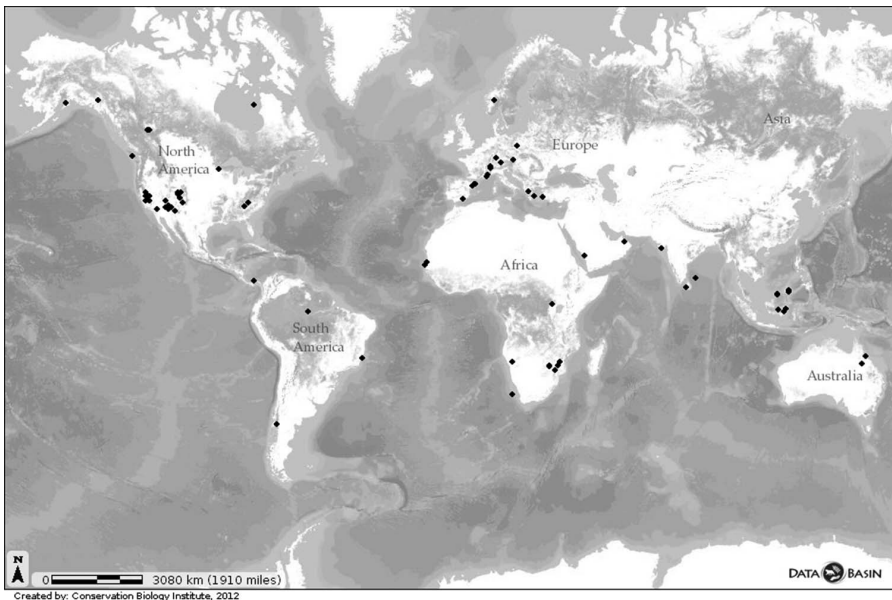 Asia
Europe
North
America
Africa
South
America
Australia
N
0 3080 km (1910 miles)
DATA BASIN
Created by: Conservation Biology Institute, 2012